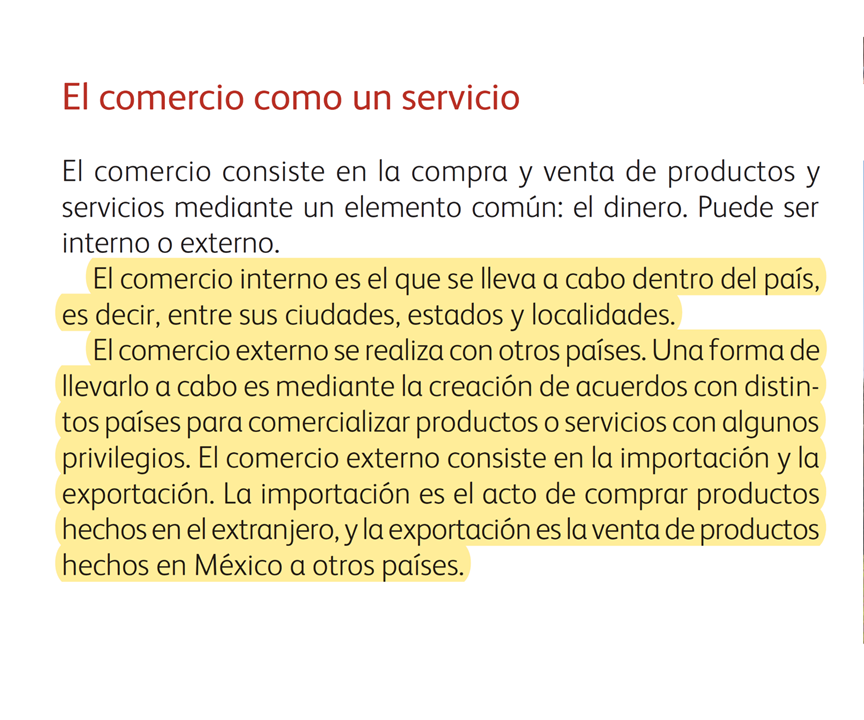 El comercio como un servicio
El comercio consiste en la compra y venta de productos y
servicios mediante un elemento común: el dinero. Puede ser
interno o externo.
El comercio interno es el que se lleva a cabo dentro del país,
es decir, entre sus ciudades, estados y localidades.
El comercio externo se realiza con otros países. Una forma de
llevarlo a cabo es mediante la creación de acuerdos con distin-
tos países para comercializar productos o servicios con algunos
privilegios. El comercio externo consiste en la importación y la
exportación. La importación es el acto de comprar productos
hechos en el extranjero, y la exportación es la venta de productos
hechos en México a otros países.